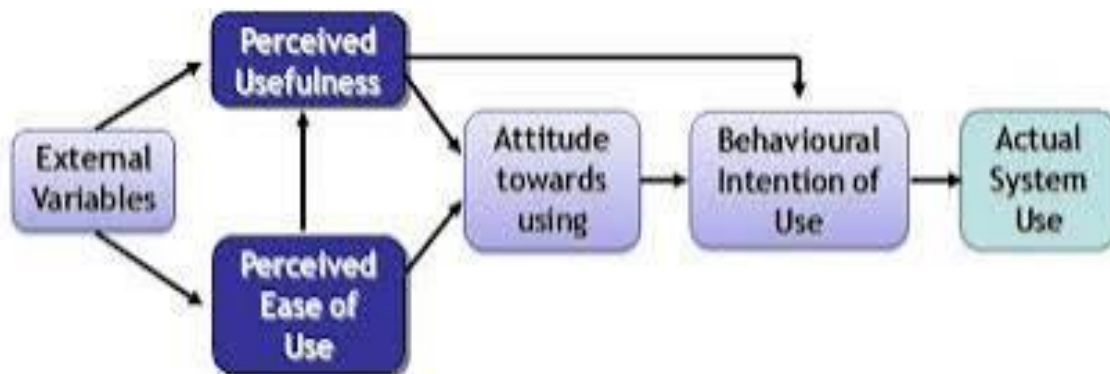 External
Variables
Perceived
Usefulness
Perceived
Ease of
Use
Attitude
towards
using
Behavioural
Intention of
Use
Actual
System
Use